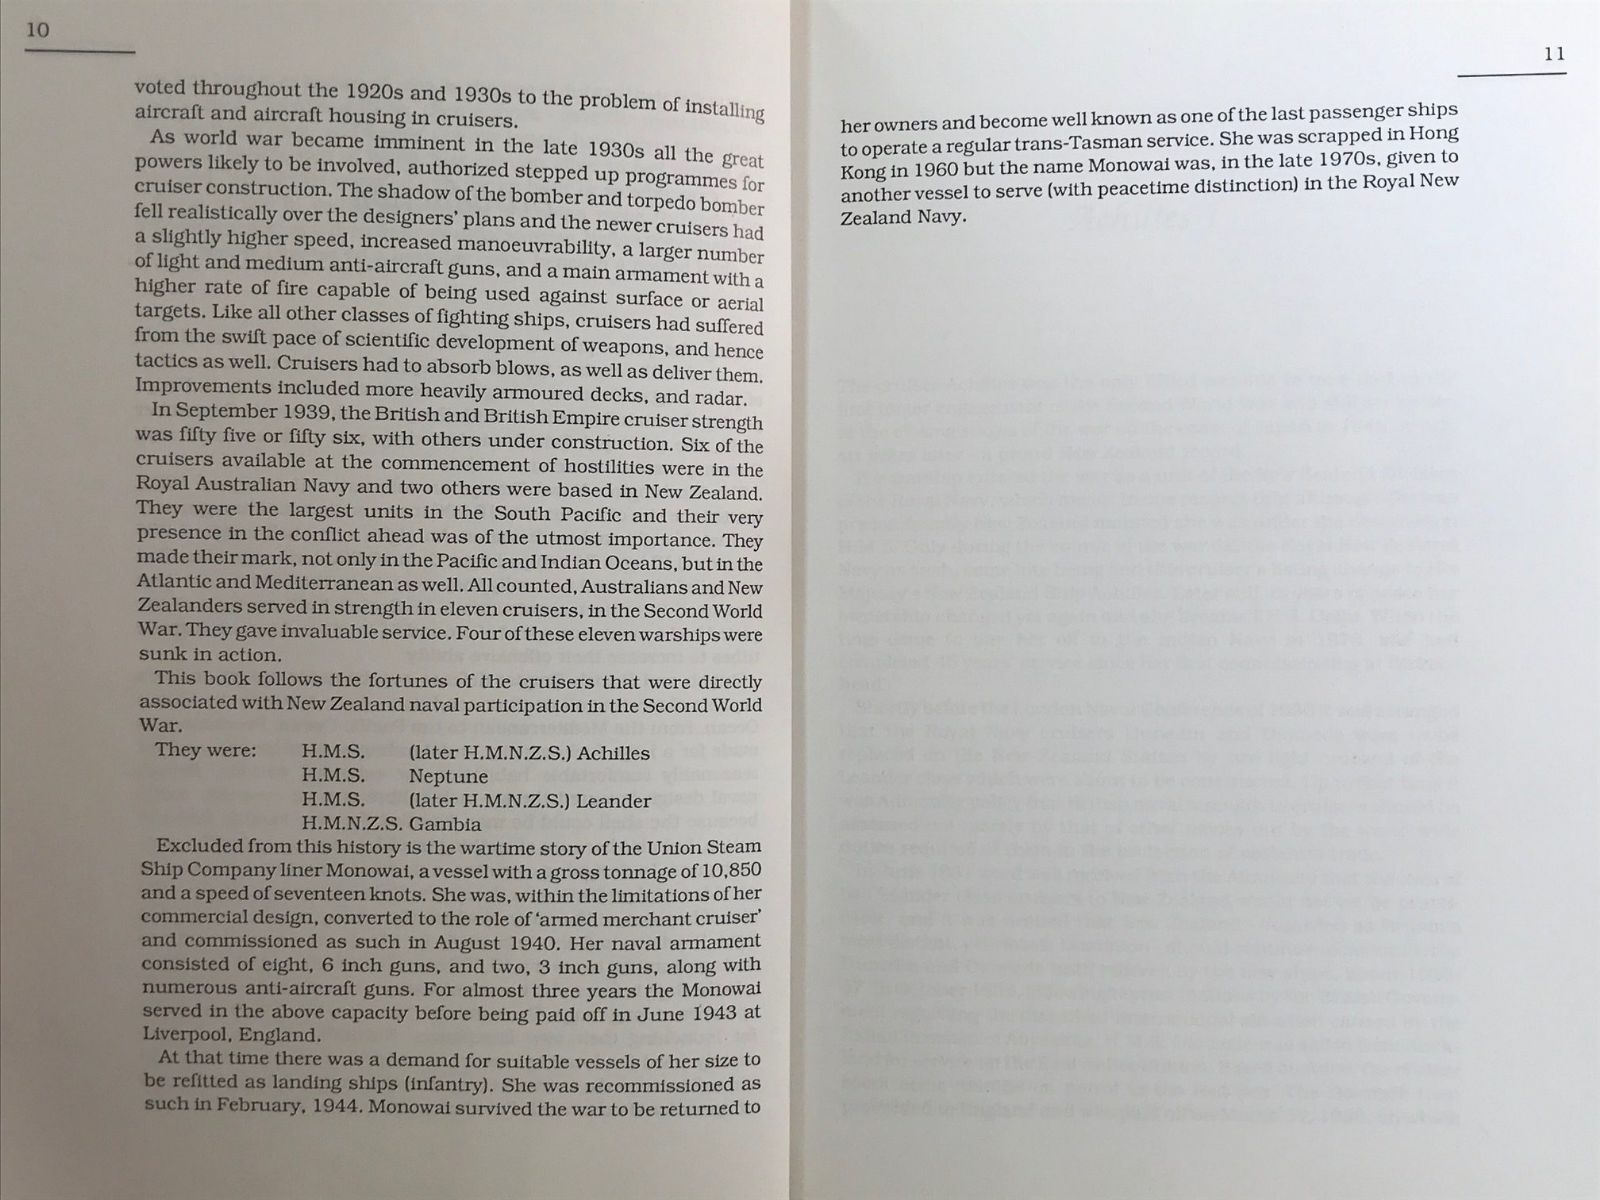 10
voted throughout the 1920s and 1930s to the problem of installing
aircraft and aircraft housing in cruisers.
As world war became imminent in the late 1930s all the great
powers likely to be involved, authorized stepped up programmes for
cruiser construction. The shadow of the bomber and torpedo bomber
fell realistically over the designers' plans and the newer cruisers had
a slightly higher speed, increased manoeuvrability, a larger number
of light and medium anti-aircraft guns, and a main armament with a
higher rate of fire capable of being used against surface or aerial
targets. Like all other classes of fighting ships, cruisers had suffered
from the swift pace of scientific development of weapons, and hence
tactics as well. Cruisers had to absorb blows, as well as deliver them.
Improvements included more heavily armoured decks, and radar.
In September 1939, the British and British Empire cruiser strength
was fifty five or fifty six, with others under construction. Six of the
cruisers available at the commencement of hostilities were in the
Royal Australian Navy and two others were based in New Zealand.
They were the largest units in the South Pacific and their very
presence in the conflict ahead was of the utmost importance. They
made their mark, not only in the Pacific and Indian Oceans, but in the
Atlantic and Mediterranean as well. All counted, Australians and New
Zealanders served in strength in eleven cruisers, in the Second World
War. They gave invaluable service. Four of these eleven warships were
sunk in action.
This book follows the fortunes of the cruisers that were directly
associated with New Zealand naval participation in the Second World
War.
They were: H.M.S. (later H.M.N.Z.S.) Achilles
H.M.S. Neptune
H.M.S. (later H.M.N.Z.S.) Leander
H.M.N.Z.S. Gambia
Excluded from this history is the wartime story of the Union Steam
Ship Company liner Monowai, a vessel with a gross tonnage of 10,850
and a speed of seventeen knots. She was, within the limitations of her
commercial design, converted to the role of 'armed merchant cruiser'
and commissioned as such in August 1940. Her naval armament
consisted of eight, 6 inch guns, and two, 3 inch guns, along with
numerous anti-aircraft guns. For almost three years the Monowai
served in the above capacity before being paid off in June 1943 at
Liverpool, England.
At that time there was a demand for suitable vessels of her size to
be refitted as landing ships (infantry). She was recommissioned as
such in February, 1944. Monowai survived the war to be returned to
11
her owners and become well known as one of the last passenger ships
to operate a regular trans-Tasman service. She was scrapped in Hong
Kong in 1960 but the name Monowai was, in the late 1970s, given to
another vessel to serve (with peacetime distinction) in the Royal New
Zealand Navy.